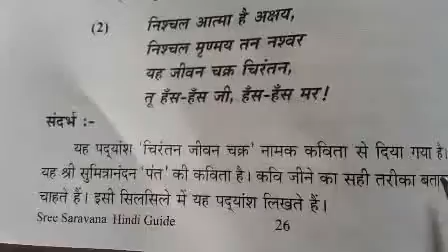 (2) निश्चल आत्मा है अक्षय,
निश्चल मृण्मय तन नश्वर
यह जीवन चक्र चिरंतन,
तू हँस-हँस जी, हँस-हँस मर!
संदर्भ :-
यह पद्यांश 'चिरंतन जीवन चक्र' नामक कविता से दिया गया है।
यह श्री सुमित्रानंदन 'पंत' की कविता है। कवि जीने का सही तरीका बता
चाहते हैं। इसी सिलसिले में यह पद्यांश लिखते हैं।
Sree Saravana Hindi Guide 26